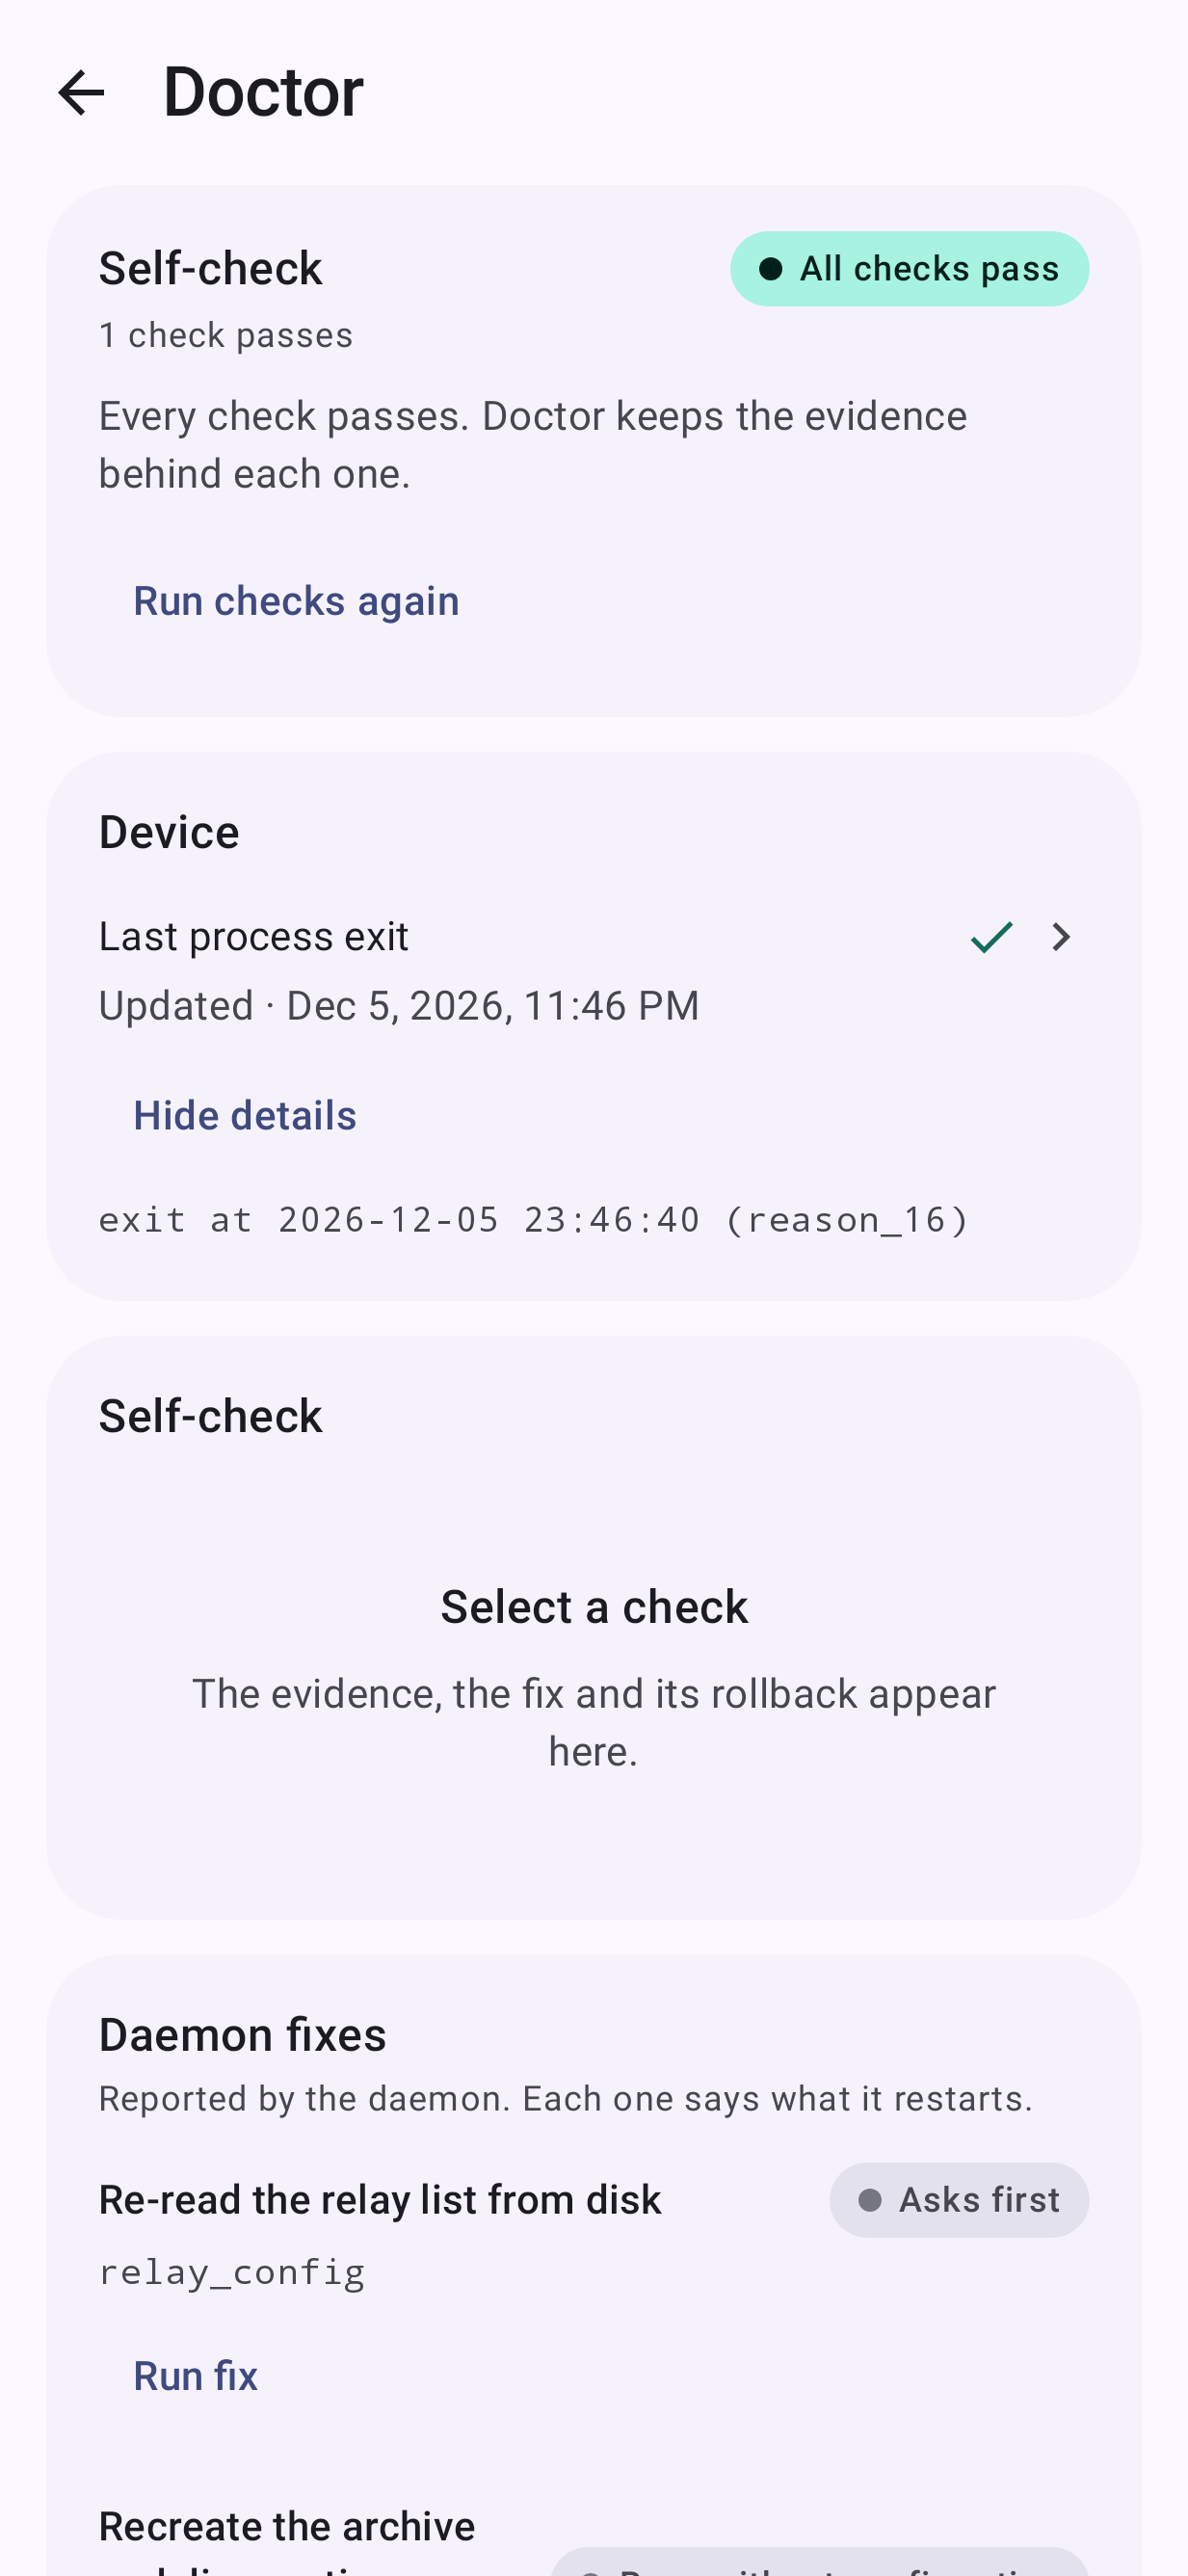 Doctor
Self-check
All checks pass
1 check passes
Every check passes. Doctor keeps the evidence
behind each one.
Run checks again
Device
Last process exit
Updated · Dec 5, 2026, 11:46 PM
Hide details
exit at 2026-12-05 23:46:40 (reason_16)
Self-check
Select a check
The evidence, the fix and its rollback appear
here.
Daemon fixes
Reported by the daemon. Each one says what it restarts.
Re-read the relay list from disk
Asks first
relay_config
Run fix
Recreate the archive